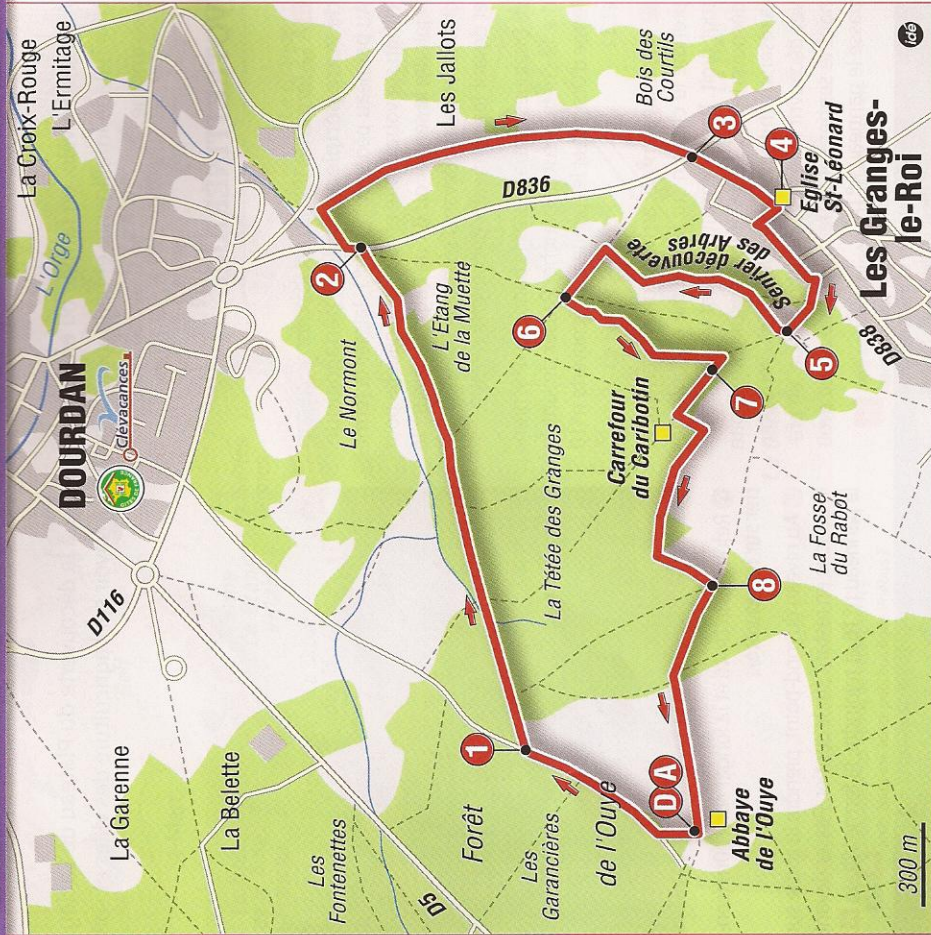 La Croix-Rouge
L'Ermitage
L'Orge
DOURDAN
Clévacances
D116
La Garenne
La Belette
Les
Fontenettes
D5
Le Normont
L'Etang
de la Muette
Les Jallots
Bois des
Courtils
D836
2
3
4
Eglise
St-Léonard
Les Granges-
le-Roi
Sentier découverte
des Arbres
6
5
D838
7
Carrefour
du Caribotin
La Tétée des Granges
8
La Fosse
du Rabot
1
Forêt
de l'Ouye
Les
Garancières
D A
Abbaye
de l'Ouye
300 m
idé